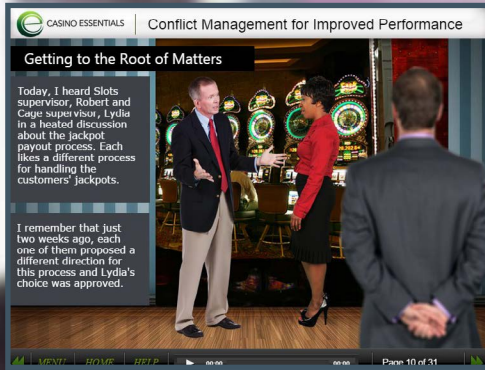 CASINO ESSENTIALS
Conflict Management for Improved Performance
Getting to the Root of Matters
Today, I heard Slots
supervisor, Robert and
Cage supervisor, Lydia
in a heated discussion
about the jackpot
payout process. Each
likes a different process
for handling the
customers' jackpots.
I remember that just
two weeks ago, each
one of them proposed a
different direction for
this process and Lydia's
choice was approved.
MENU HOME HELP 00:00 00:00 Page 10 of 31